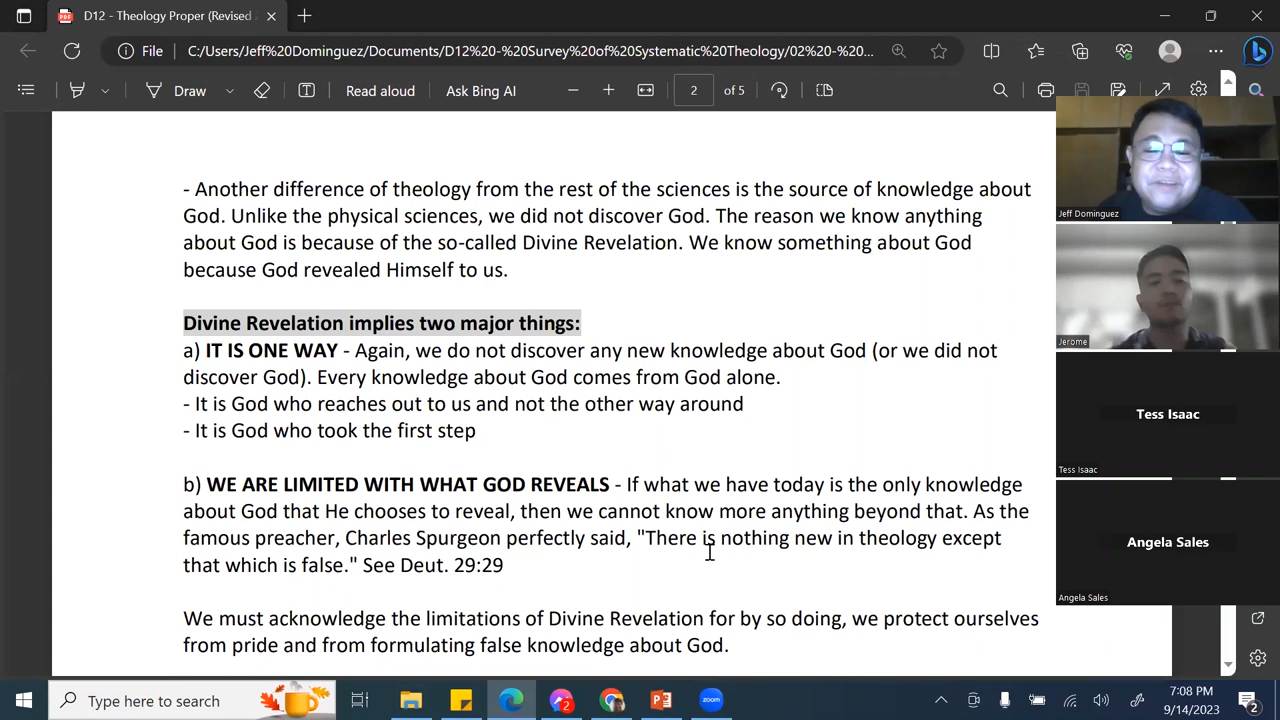 D12 - Theology Proper (Revised 2
File
C:/Users/Jeff%20Dominguez/Documents/D12%20-%20Survey%20of%20Systematic%20Theology/02%20-%20...
Draw
Read aloud
Ask Bing AI
2
of 5
- Another difference of theology from the rest of the sciences is the source of knowledge about
God. Unlike the physical sciences, we did not discover God. The reason we know anything
about God is because of the so-called Divine Revelation. We know something about God
because God revealed Himself to us.
Divine Revelation implies two major things:
a) IT IS ONE WAY - Again, we do not discover any new knowledge about God (or we did not
discover God). Every knowledge about God comes from God alone.
- It is God who reaches out to us and not the other way around
- It is God who took the first step
b) WE ARE LIMITED WITH WHAT GOD REVEALS - If what we have today is the only knowledge
about God that He chooses to reveal, then we cannot know more anything beyond that. As the
famous preacher, Charles Spurgeon perfectly said, "There is nothing new in theology except
that which is false." See Deut. 29:29
We must acknowledge the limitations of Divine Revelation for by so doing, we protect ourselves
from pride and from formulating false knowledge about God.
Jeff Dominguez
Jerome
Tess Isaac
Tess Isaac
Angela Sales
Angela Sales
Type here to search
2
zoom
7:08 PM
9/14/2023
2